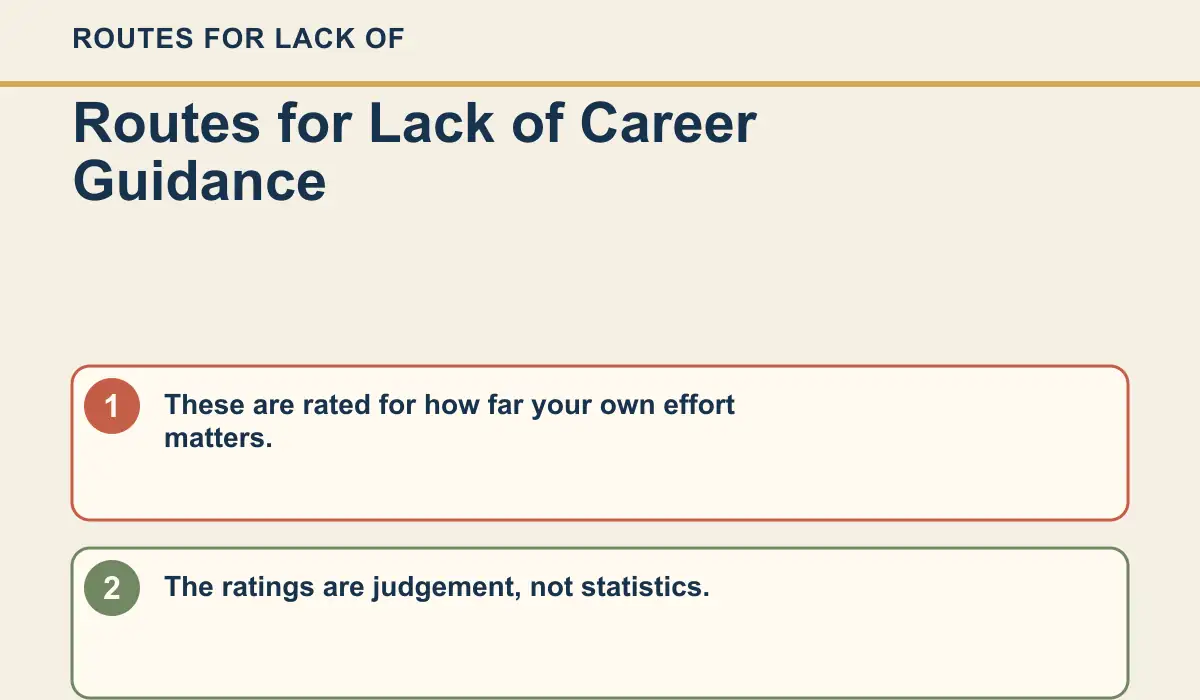 ROUTES FOR LACK OF
Routes for Lack of Career
Guidance
1
These are rated for how far your own effort
matters.
2
The ratings are judgement, not statistics.